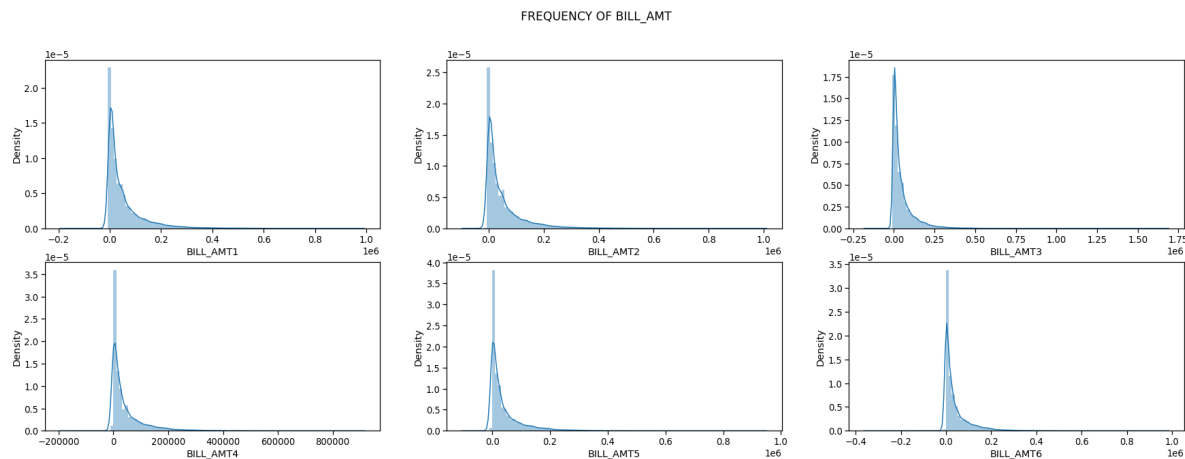 FREQUENCY OF BILL_AMT
1e−5
2.0
1.5
1.0
0.5
0.0
Density
−0.2 0.0 0.2 0.4 0.6 0.8 1.0
BILL_AMT1
1e6
1e−5
2.5
2.0
1.5
1.0
0.5
0.0
Density
0.0 0.2 0.4 0.6 0.8 1.0
BILL_AMT2
1e6
1e−5
1.75
1.50
1.25
1.00
0.75
0.50
0.25
0.00
Density
−0.25 0.00 0.25 0.50 0.75 1.00 1.25 1.50 1.75
BILL_AMT3
1e6
1e−5
3.5
3.0
2.5
2.0
1.5
1.0
0.5
0.0
Density
−200000 0 200000 400000 600000 800000
BILL_AMT4
1e−5
4.0
3.5
3.0
2.5
2.0
1.5
1.0
0.5
0.0
Density
0.0 0.2 0.4 0.6 0.8 1.0
BILL_AMT5
1e6
1e−5
3.5
3.0
2.5
2.0
1.5
1.0
0.5
0.0
Density
−0.4 −0.2 0.0 0.2 0.4 0.6 0.8 1.0
BILL_AMT6
1e6